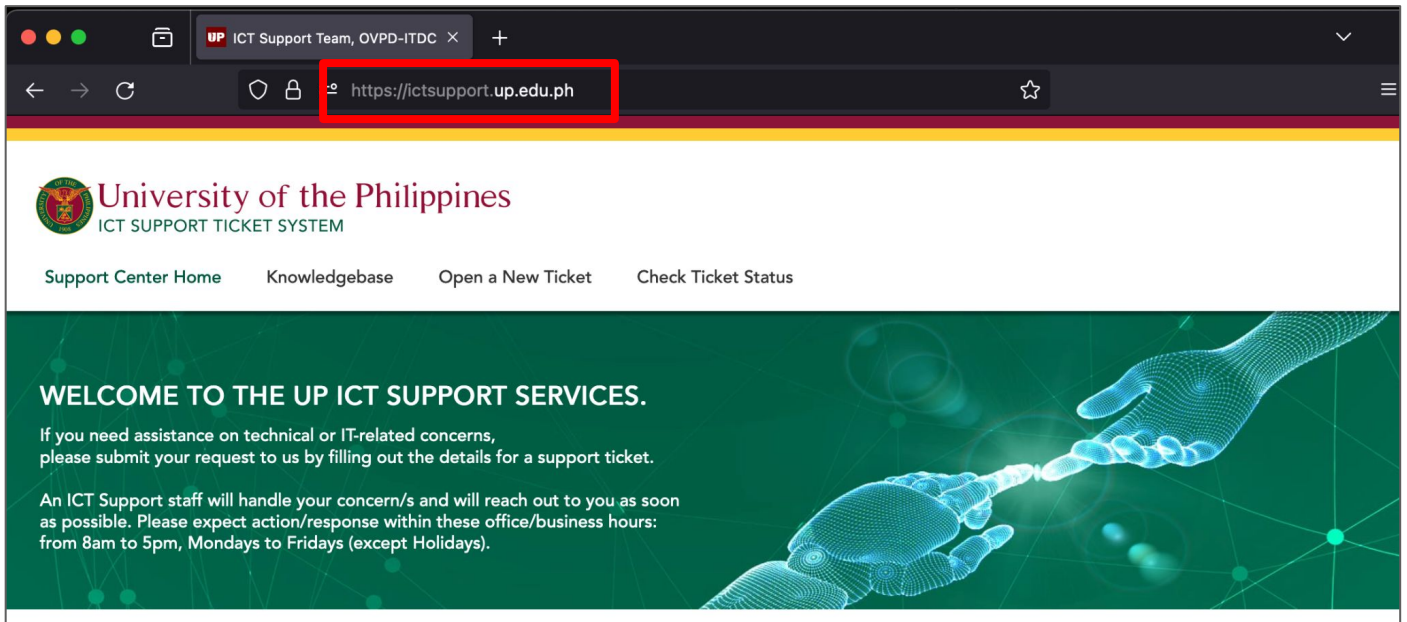 UP ICT Support Team, OVPD-ITDC
https://ictsupport.up.edu.ph
University of the Philippines
ICT SUPPORT TICKET SYSTEM
Support Center Home Knowledgebase Open a New Ticket Check Ticket Status
WELCOME TO THE UP ICT SUPPORT SERVICES.
If you need assistance on technical or IT-related concerns,
please submit your request to us by filling out the details for a support ticket.
An ICT Support staff will handle your concern/s and will reach out to you as soon
as possible. Please expect action/response within these office/business hours:
from 8am to 5pm, Mondays to Fridays (except Holidays).